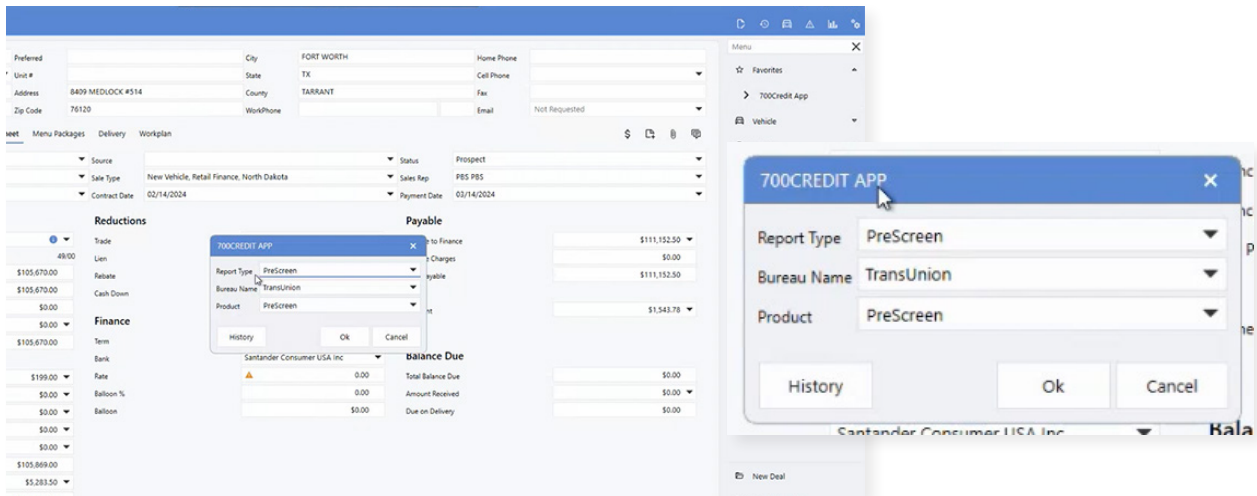 Menu
Preferred City FORT WORTH Home Phone
Favorites
Unit # State TX Cell Phone
Address 8409 MEDLOCK #514 County TARRANT Fax
700Credit App
Zip Code 76120 WorkPhone Email Not Requested
Vehicle
Menu Packages Delivery Workplan $
Source Status Prospect
Sale Type New Vehicle, Retail Finance, North Dakota Sales Rep PBS PBS
Contract Date 02/14/2024 Payment Date 03/14/2024
Reductions Payable
Trade to Finance $111,152.50
49/00 Lien Charges $0.00
$105,670.00 Rebate $111,152.50
$105,670.00 Cash Down
$0.00 $1,543.78
$0.00 Finance
$105,670.00 Term
Bank Santander Consumer USA Inc Balance Due
$199.00 Rate 0.00 Total Balance Due $0.00
$0.00 Balloon % 0.00 Amount Received $0.00
$0.00 Balloon $0.00 Due on Delivery $0.00
$0.00
$0.00
$105,869.00
$5,283.50
New Deal
700CREDIT APP
Report Type PreScreen
Bureau Name TransUnion
Product PreScreen
History Ok Cancel
700CREDIT APP
Report Type PreScreen
Bureau Name TransUnion
Product PreScreen
History Ok Cancel
Santander Consumer USA Inc